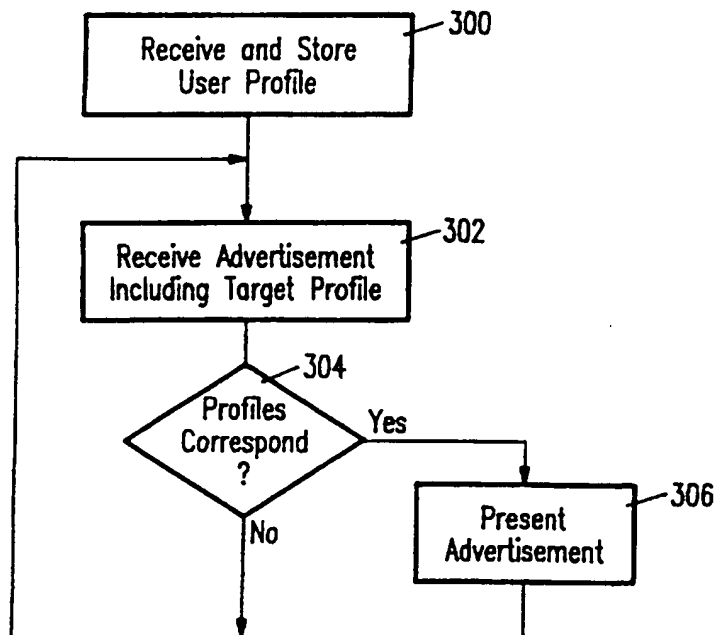 300
Receive and Store
User Profile
302
Receive Advertisement
Including Target Profile
304
Profiles
Correspond
?
Yes
No
306
Present
Advertisement